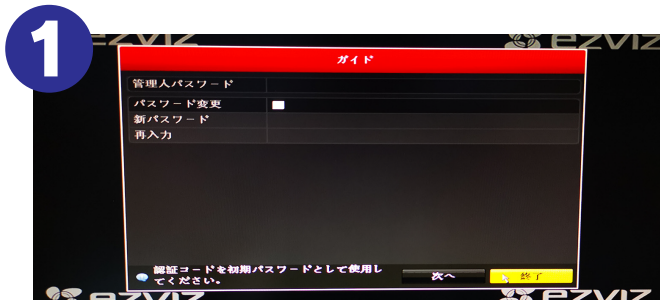 1
ezviz
ezviz
ガイド
管理人パスワード
パスワード変更
新パスワード
再入力
認証コードを初期パスワードとして使用し
てください。
次へ
終了
ezviz
ezviz